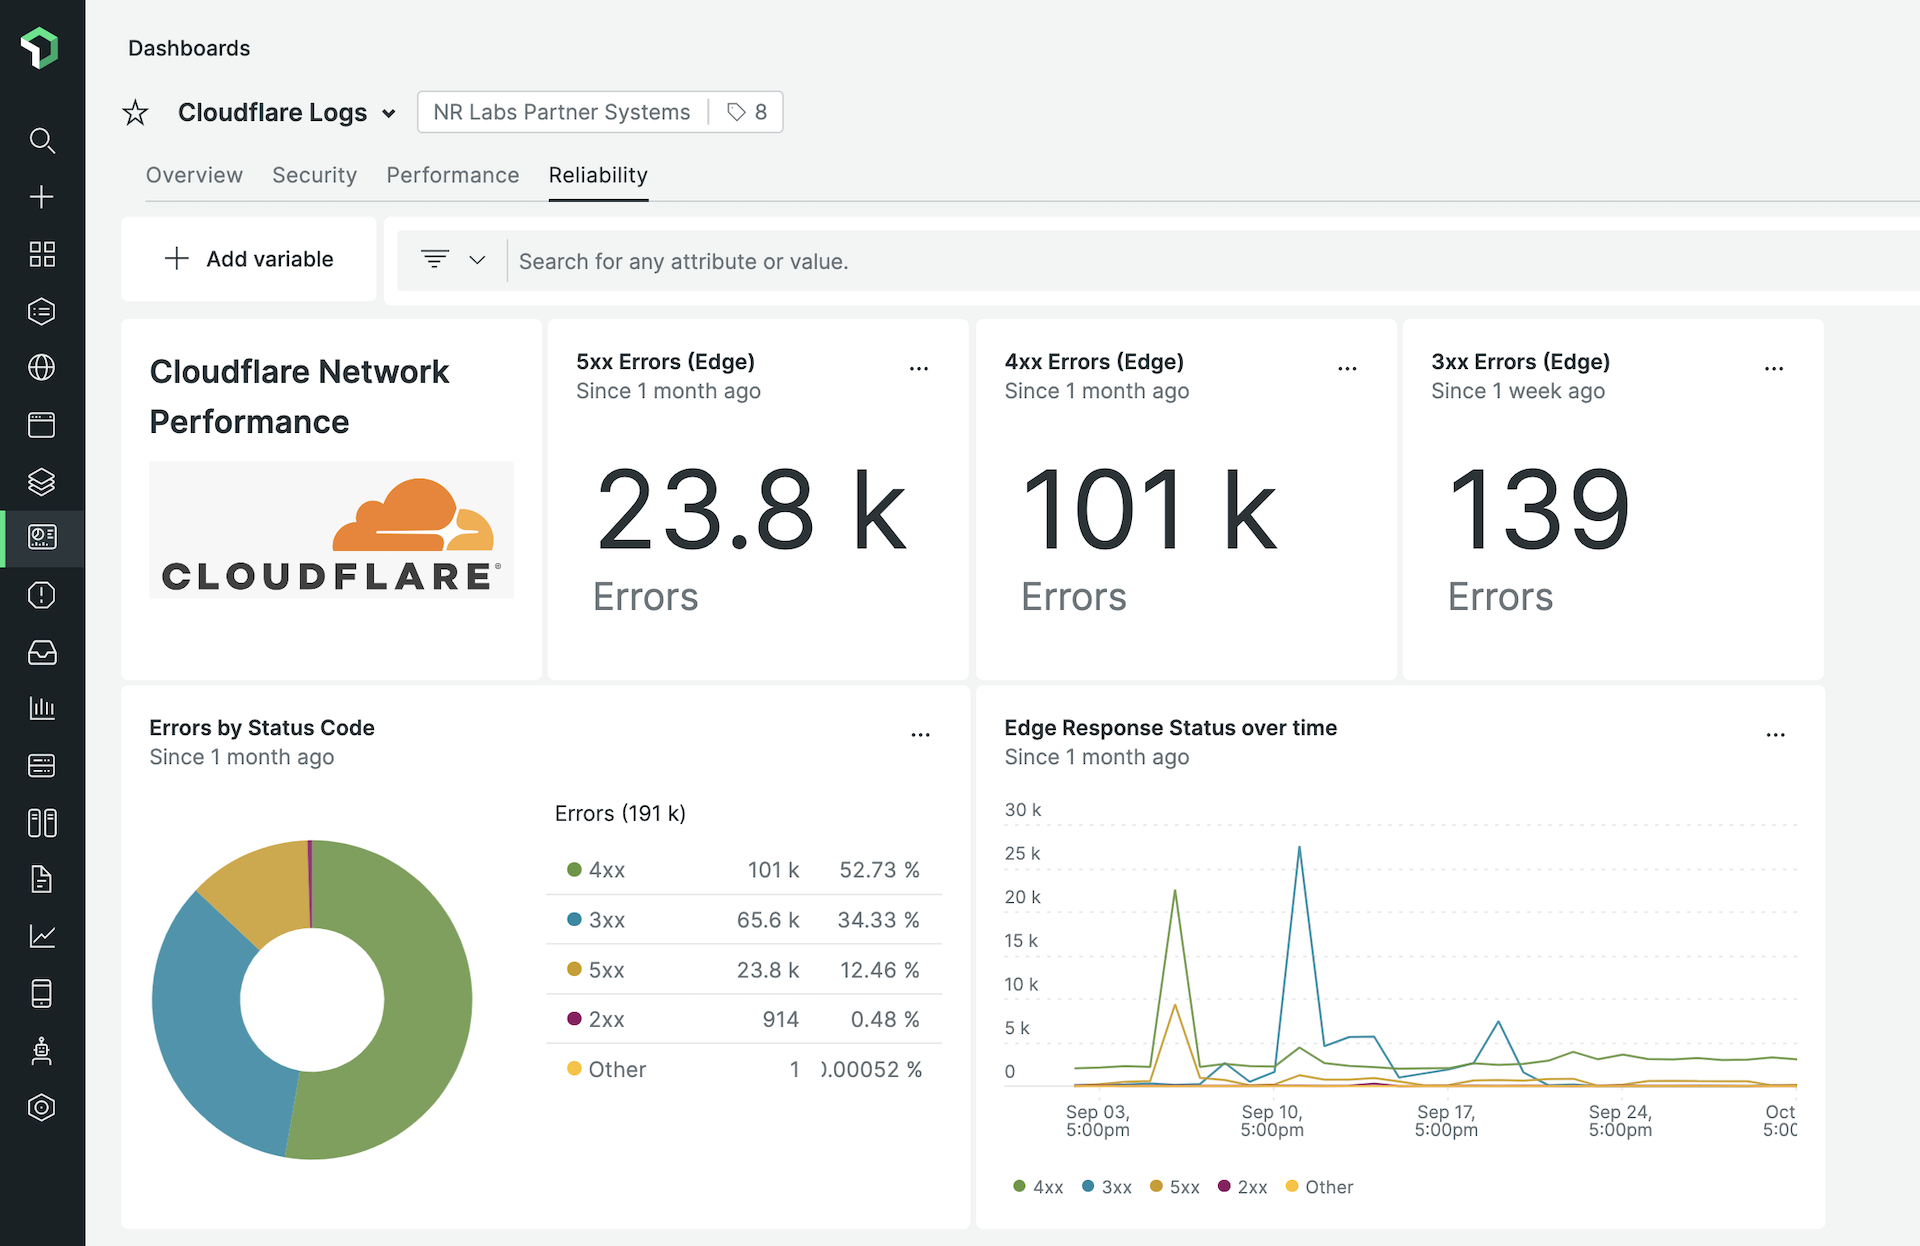 Dashboards
Cloudflare Logs
NR Labs Partner Systems 8
Overview Security Performance Reliability
Add variable
Search for any attribute or value.
Cloudflare Network
Performance
CLOUDFLARE®
5xx Errors (Edge)
Since 1 month ago
23.8 k
Errors
4xx Errors (Edge)
Since 1 month ago
101 k
Errors
3xx Errors (Edge)
Since 1 week ago
139
Errors
Errors by Status Code
Since 1 month ago
Errors (191 k)
4xx 101 k 52.73 %
3xx 65.6 k 34.33 %
5xx 23.8 k 12.46 %
2xx 914 0.48 %
Other 1 .00052 %
Edge Response Status over time
Since 1 month ago
30 k
25 k
20 k
15 k
10 k
5 k
0
Sep 03,
5:00pm
Sep 10,
5:00pm
Sep 17,
5:00pm
Sep 24,
5:00pm
Oct
5:00
4xx 3xx 5xx 2xx Other